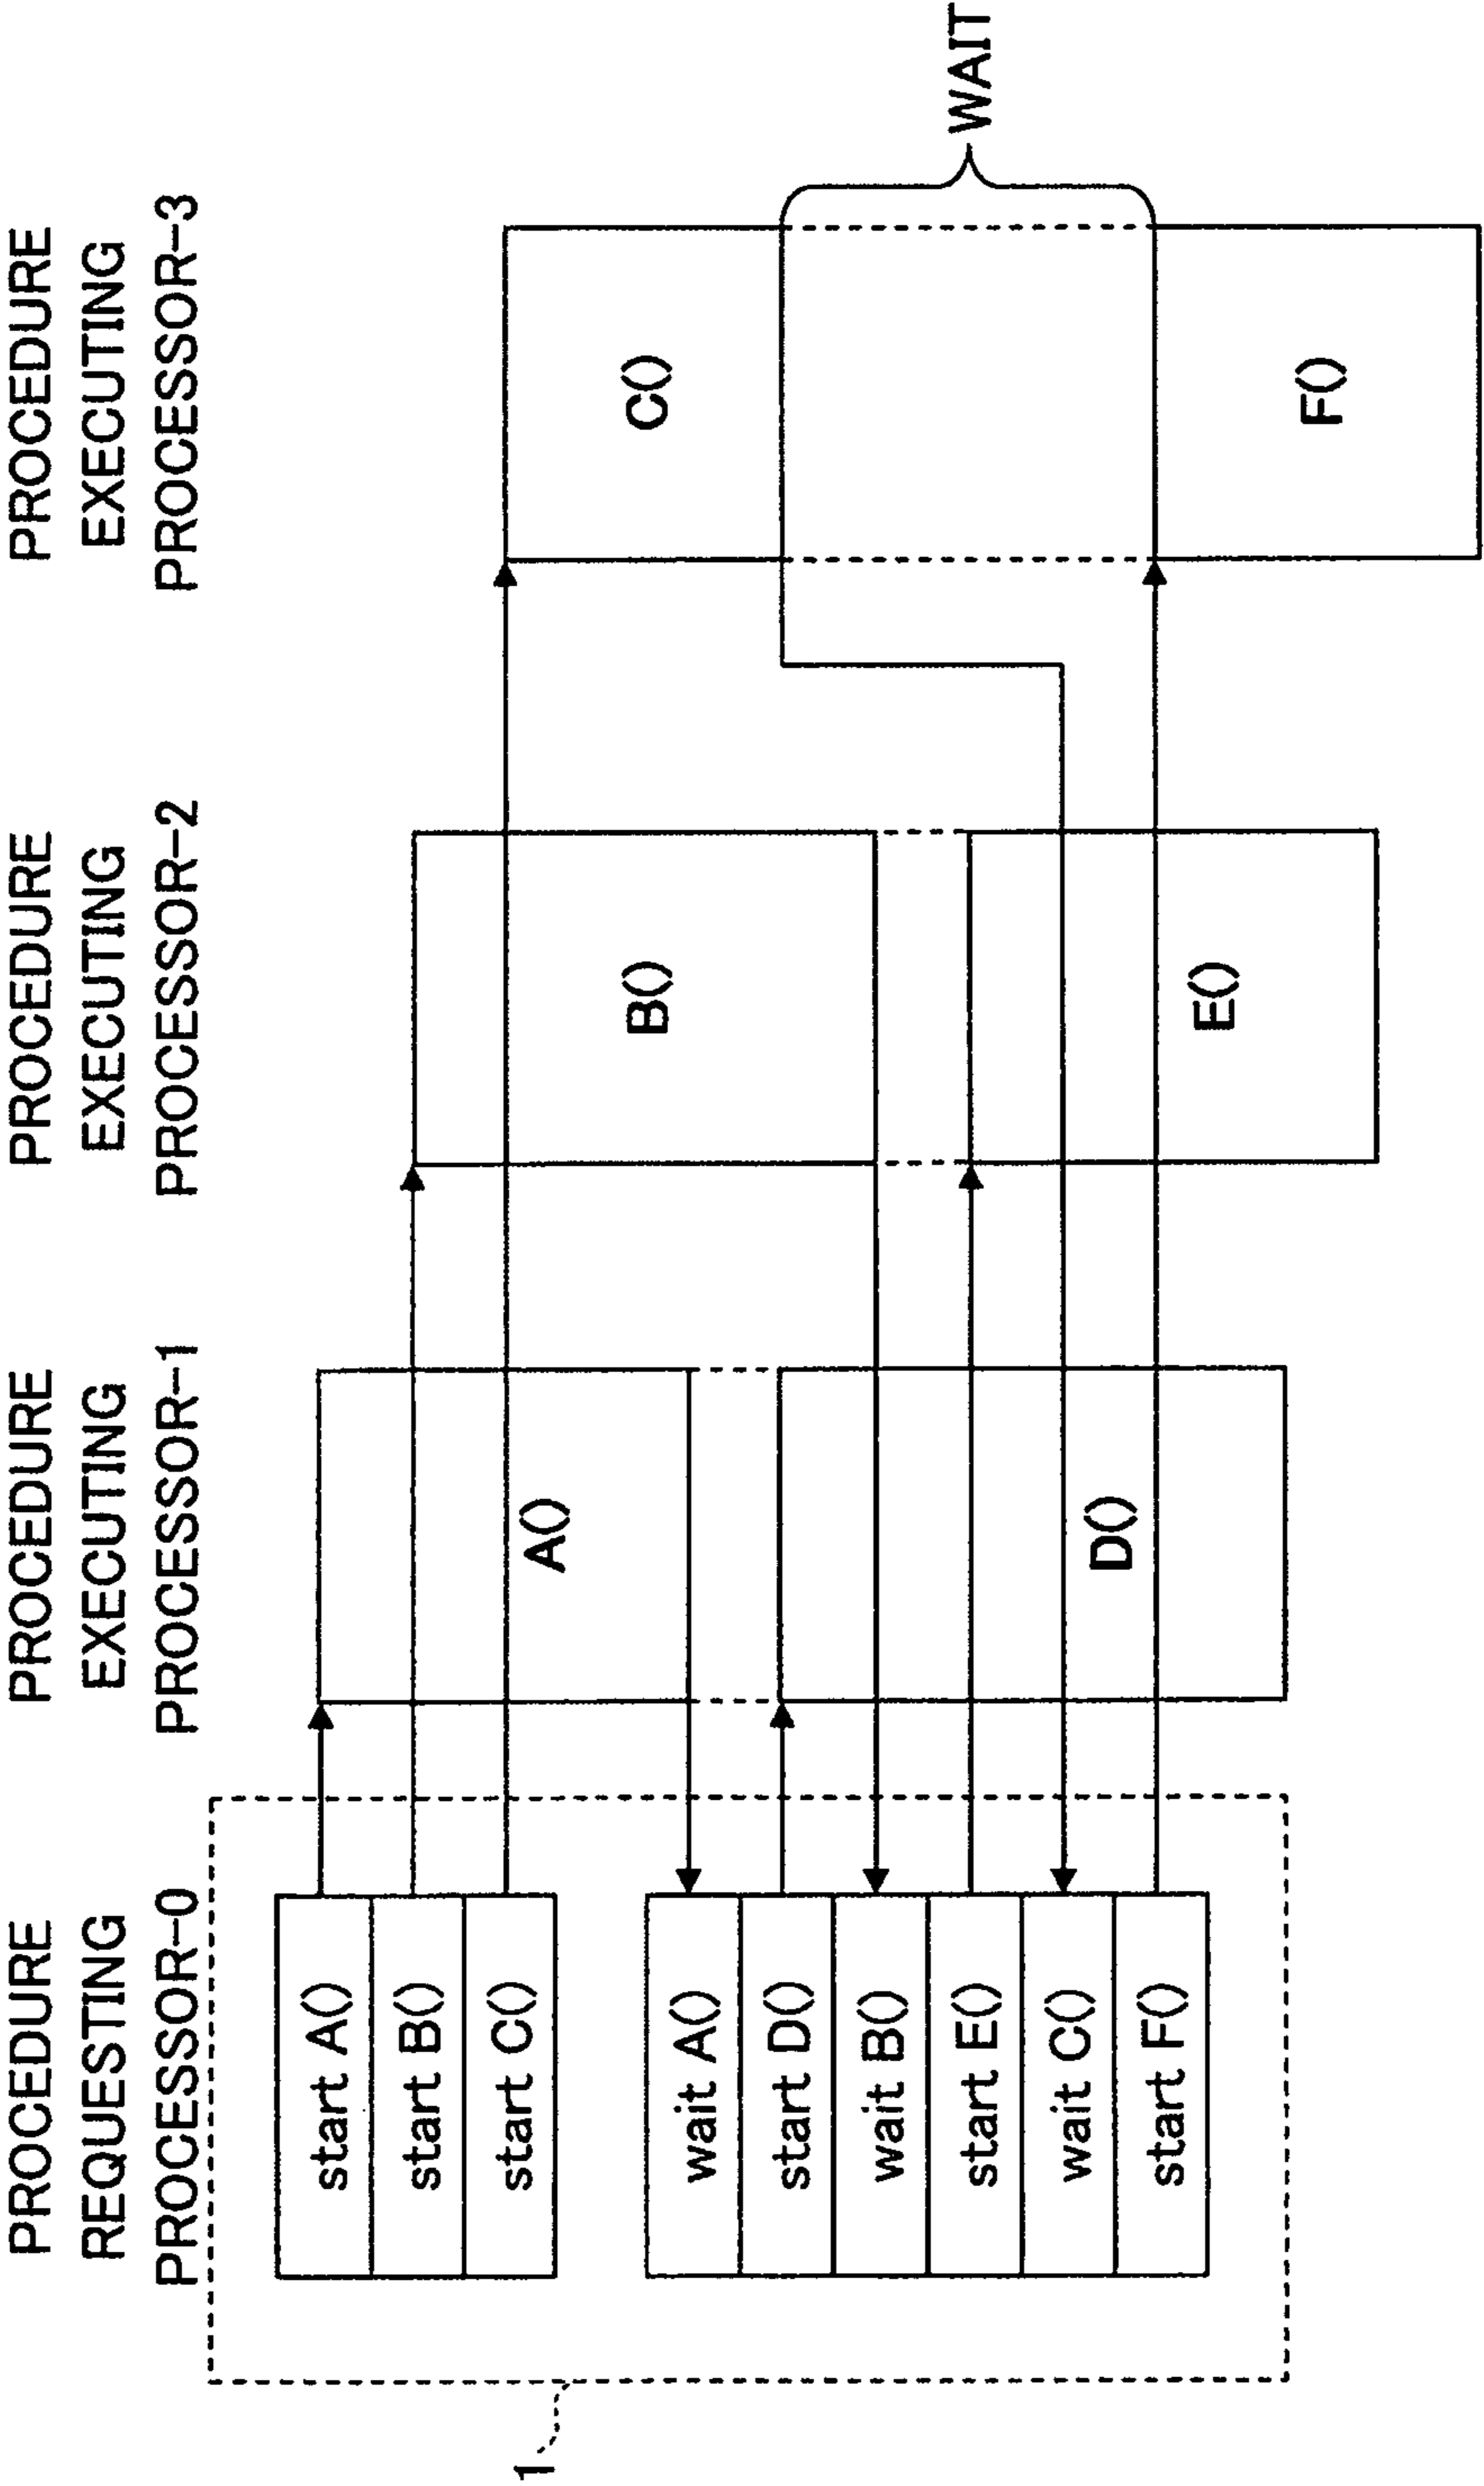 PROCEDURE
REQUESTING
PROCESSOR-0
PROCEDURE
EXECUTING
PROCESSOR-1
PROCEDURE
EXECUTING
PROCESSOR-2
PROCEDURE
EXECUTING
PROCESSOR-3
start A()
start B()
start C()
wait A()
start D()
wait B()
start E()
wait C()
start F()
A()
D()
B()
E()
C()
F()
WAIT
1